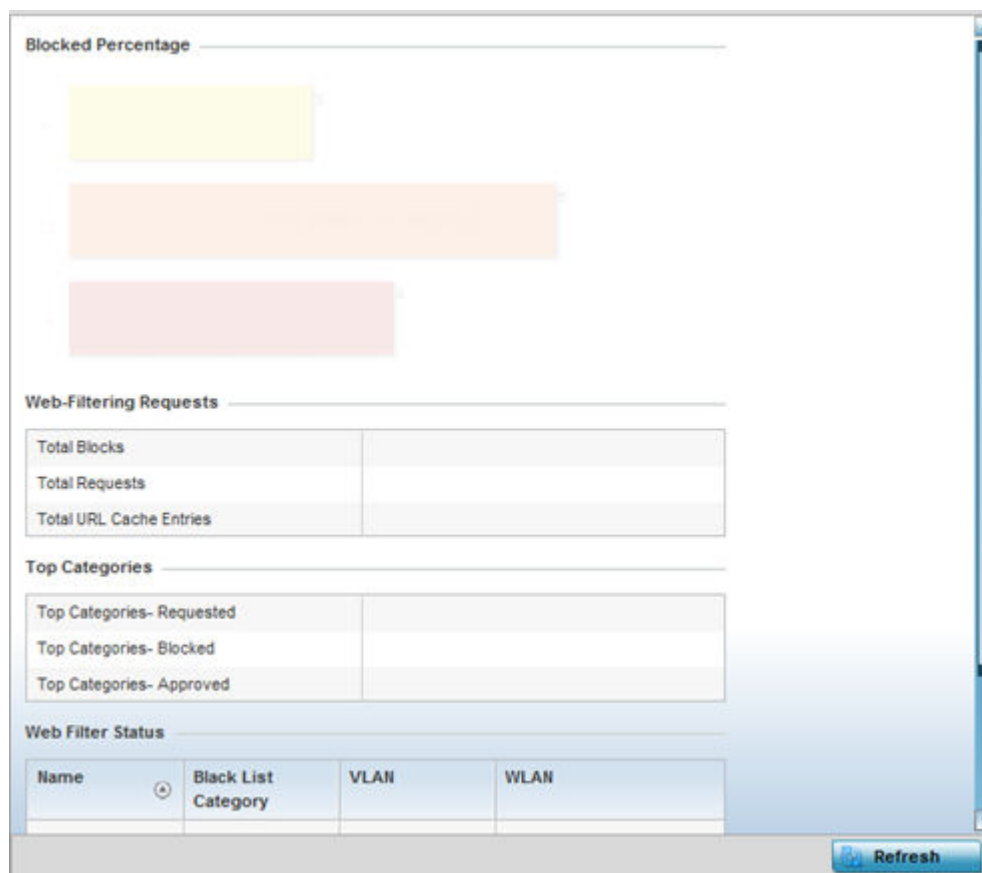 Blocked Percentage
Web-Filtering Requests
Total Blocks
Total Requests
Total URL Cache Entries
Top Categories
Top Categories- Requested
Top Categories- Blocked
Top Categories- Approved
Web Filter Status
Name
Black List
Category
VLAN
WLAN
Refresh